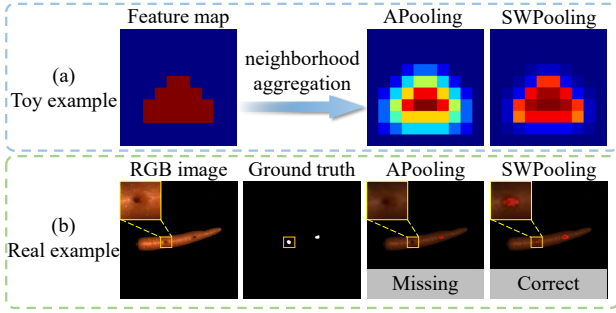 Feature map
APooling
SWPooling
(a)
Toy example
neighborhood
aggregation
RGB image
Ground truth
APooling
SWPooling
(b)
Real example
Missing
Correct